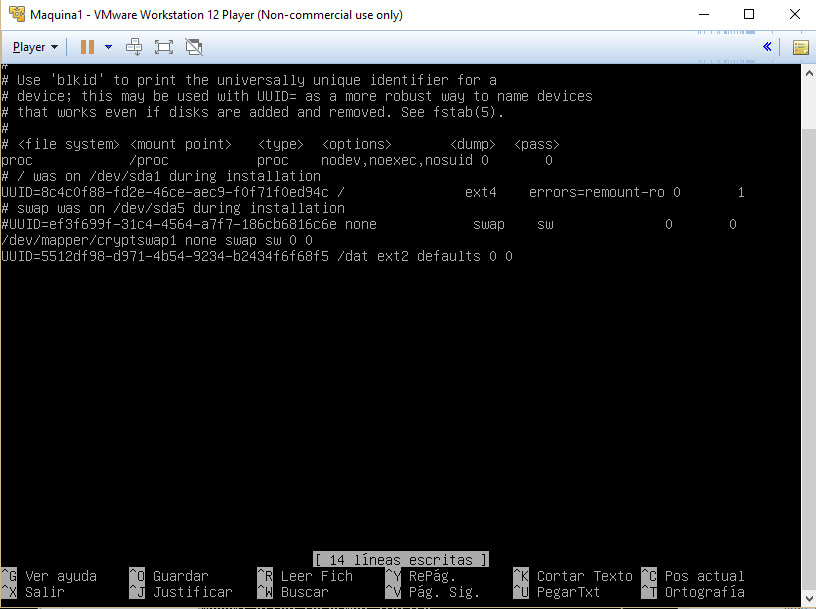 Maquina1 - VMware Workstation 12 Player (Non-commercial use only)
Player
#
# Use 'blkid' to print the universally unique identifier for a
# device; this may be used with UUID= as a more robust way to name devices
# that works even if disks are added and removed. See fstab(5).
#
# <file system> <mount point>   <type>  <options>       <dump>  <pass>
proc            /proc           proc    nodev,noexec,nosuid 0       0
# / was on /dev/sda1 during installation
UUID=8c4c0f88-fd2e-46ce-aec9-f0f71f0ed94c /               ext4    errors=remount-ro 0       1
# swap was on /dev/sda5 during installation
#UUID=ef3f699f-31c4-4564-a7f7-186cb6816c6e none            swap    sw              0       0
/dev/mapper/cryptswap1 none swap sw 0 0
UUID=5512df98-d971-4b54-9234-b2434f6f68f5 /dat ext2 defaults 0 0
[ 14 líneas escritas ]
^G Ver ayuda ^O Guardar ^R Leer Fich ^Y RePág. ^K Cortar Texto ^C Pos actual
^X Salir ^J Justificar ^W Buscar ^V Pág. Sig. ^U PegarTxt ^T Ortografía